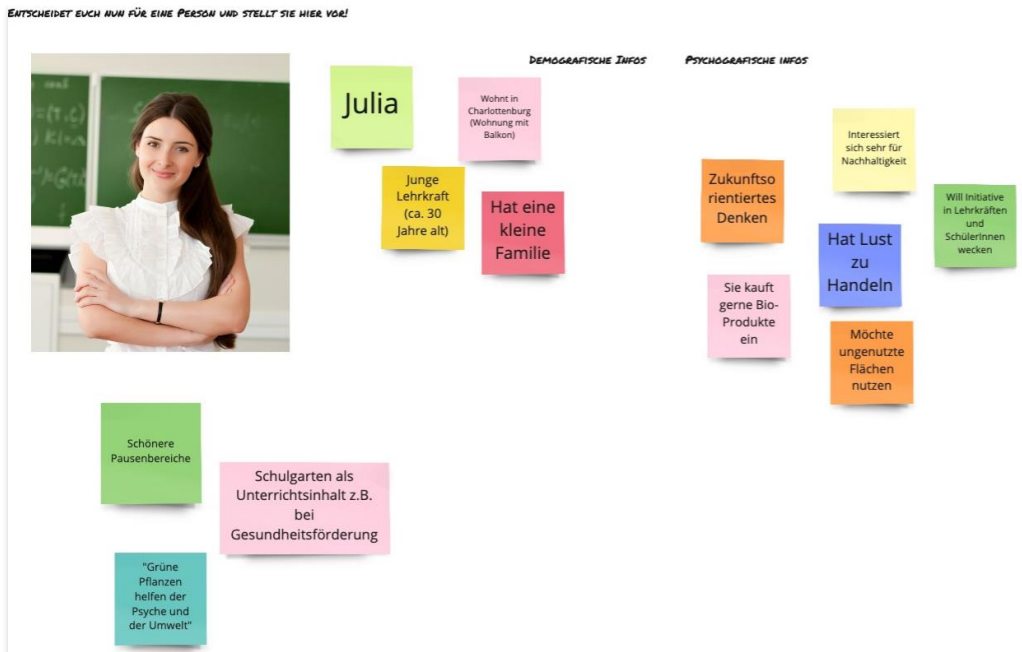 Entscheidet euch nun für eine Person und stellt sie hier vor!
Demografische Infos
Psychografische infos
Julia
Wohnt in
Charlottenburg
(Wohnung mit
Balkon)
Junge
Lehrkraft
(ca. 30
Jahre alt)
Hat eine
kleine
Familie
Interessiert
sich sehr für
Nachhaltigkeit
Zukunftso
rientiertes
Denken
Will Initiative
in Lehrkräften
und
SchülerInnen
wecken
Hat Lust
zu
Handeln
Sie kauft
gerne Bio-
Produkte
ein
Möchte
ungenutzte
Flächen
nutzen
Schönere
Pausenbereiche
Schulgarten als
Unterrichtsinhalt z.B.
bei
Gesundheitsförderung
"Grüne
Pflanzen
helfen der
Psyche und
der Umwelt"